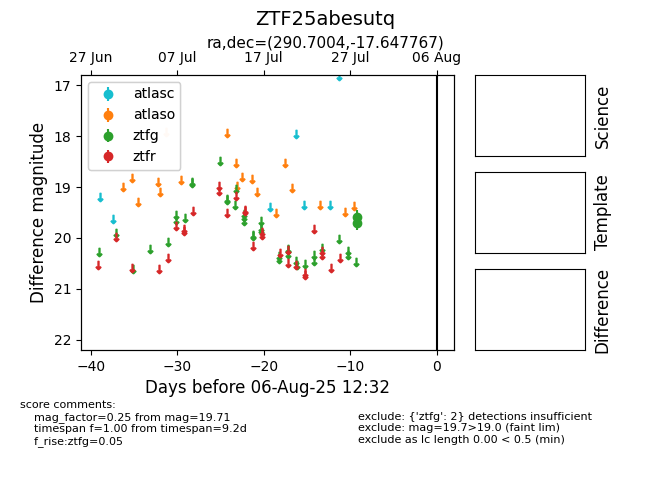 ZTF25abesutq
ra,dec=(290.7004,-17.647767)
27 Jun 07 Jul 17 Jul 27 Jul 06 Aug
17
18
19
20
21
22
Difference magnitude
atlasc
atlaso
ztfg
ztfr
−40 −30 −20 −10 0
Days before 06-Aug-25 12:32
Science
Template
Difference
score comments:
mag_factor=0.25 from mag=19.71
timespan f=1.00 from timespan=9.2d
f_rise:ztfg=0.05
exclude: {'ztfg': 2} detections insufficient
exclude: mag=19.7>19.0 (faint lim)
exclude as lc length 0.00 < 0.5 (min)